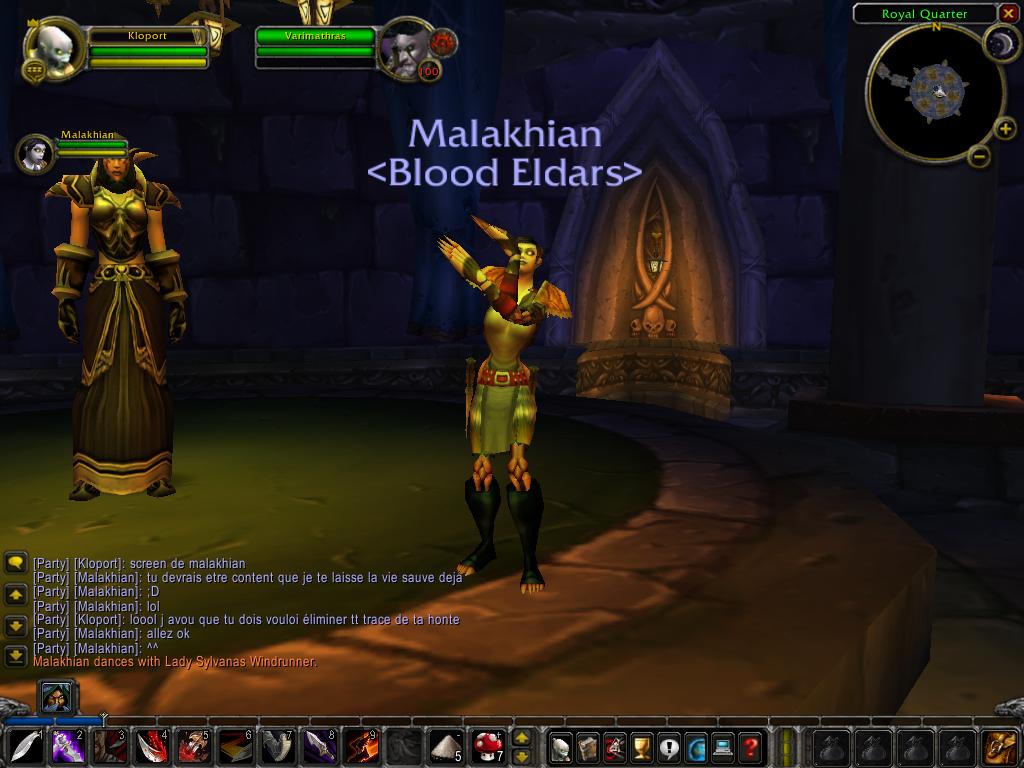 Kloport
Varimathras
100
Royal Quarter
N
Malakhian
Malakhian
<Blood Eldars>
[Party] [Kloport]: screen de malakhian
[Party] [Malakhian]: tu devrais etre content que je te laisse la vie sauve deja
[Party] [Malakhian]: ;D
[Party] [Malakhian]: lol
[Party] [Kloport]: loool j avou que tu dois vouloi éliminer tt trace de ta honte
[Party] [Malakhian]: allez ok
[Party] [Malakhian]: ^^
Malakhian dances with Lady Sylvanas Windrunner.
1 2 3 4 5 6 7 8 9 - 5 + 7